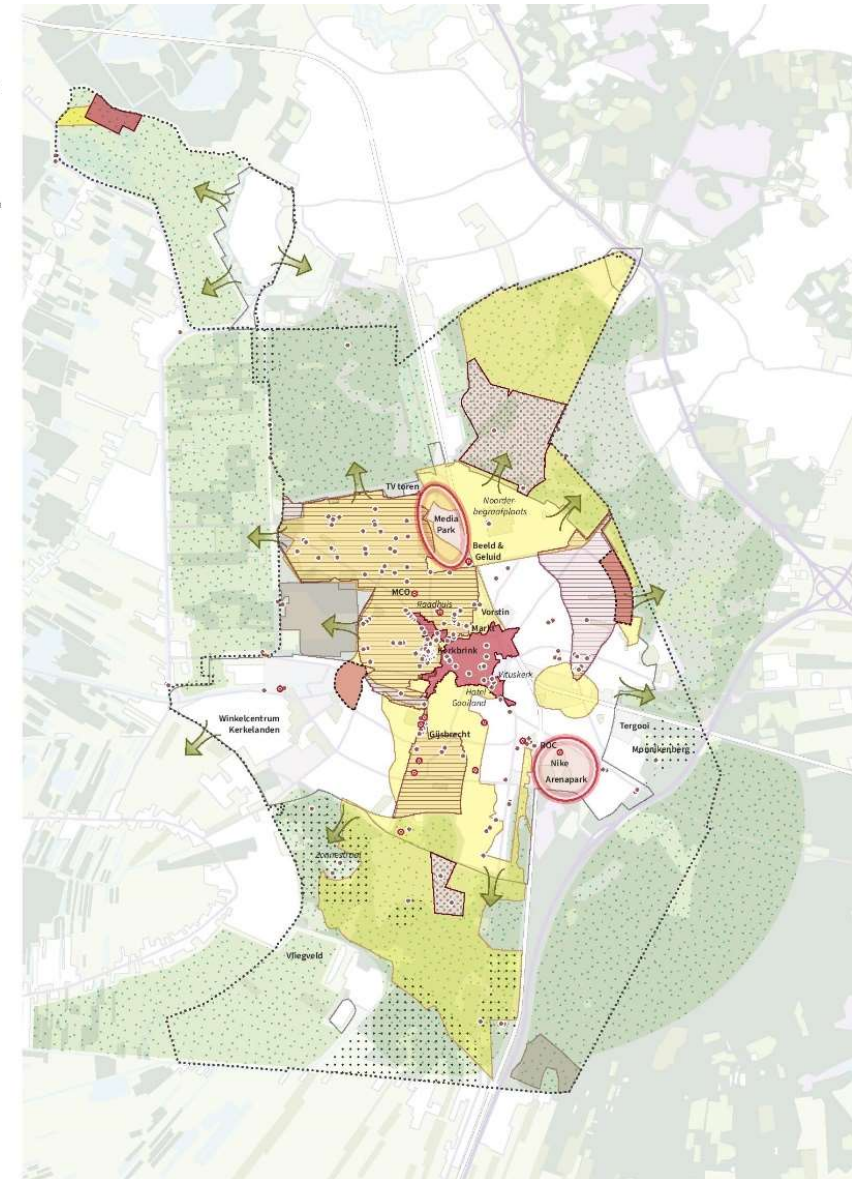 TV toren
Media
Park
Noorder
begraafplaats
Beeld &
Geluid
MCO
Raadhuis
Vorstin
Markt
Kerkbrink
Vituskerk
Hotel
Gooiland
Winkelcentrum
Kerkelanden
Gijsbrecht
Tergooi
Monnikenberg
ROC
Nike
Arenapark
Zonnestraal
Vliegveld